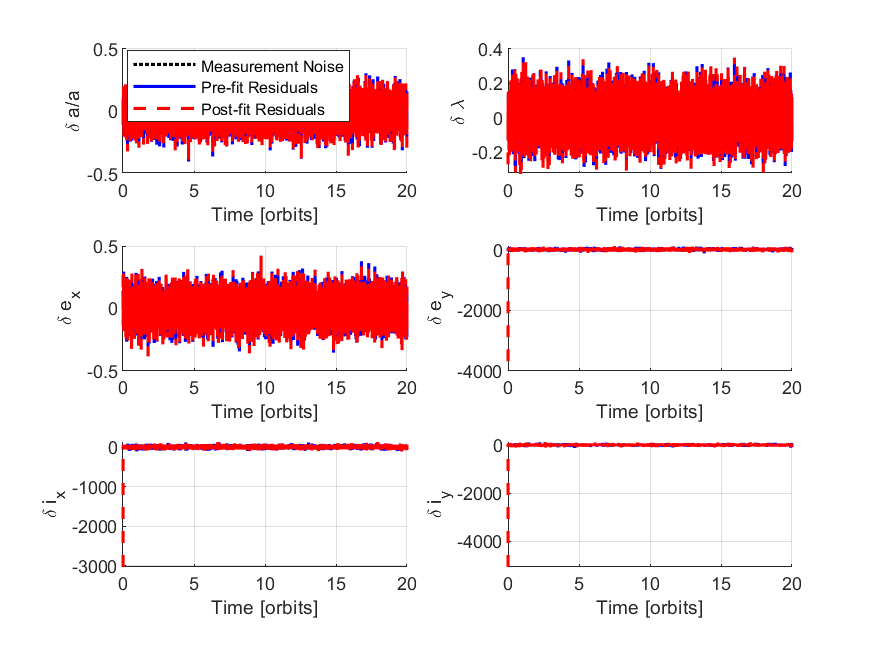 0.5
0
-0.5
δ a/a
Measurement Noise
Pre-fit Residuals
Post-fit Residuals
0 5 10 15 20
Time [orbits]
0.4
0.2
0
-0.2
δ λ
0 5 10 15 20
Time [orbits]
0.5
0
-0.5
δ e_x
0 5 10 15 20
Time [orbits]
0
-2000
-4000
δ e_y
0 5 10 15 20
Time [orbits]
0
-1000
-2000
-3000
δ i_x
0 5 10 15 20
Time [orbits]
0
-2000
-4000
δ i_y
0 5 10 15 20
Time [orbits]